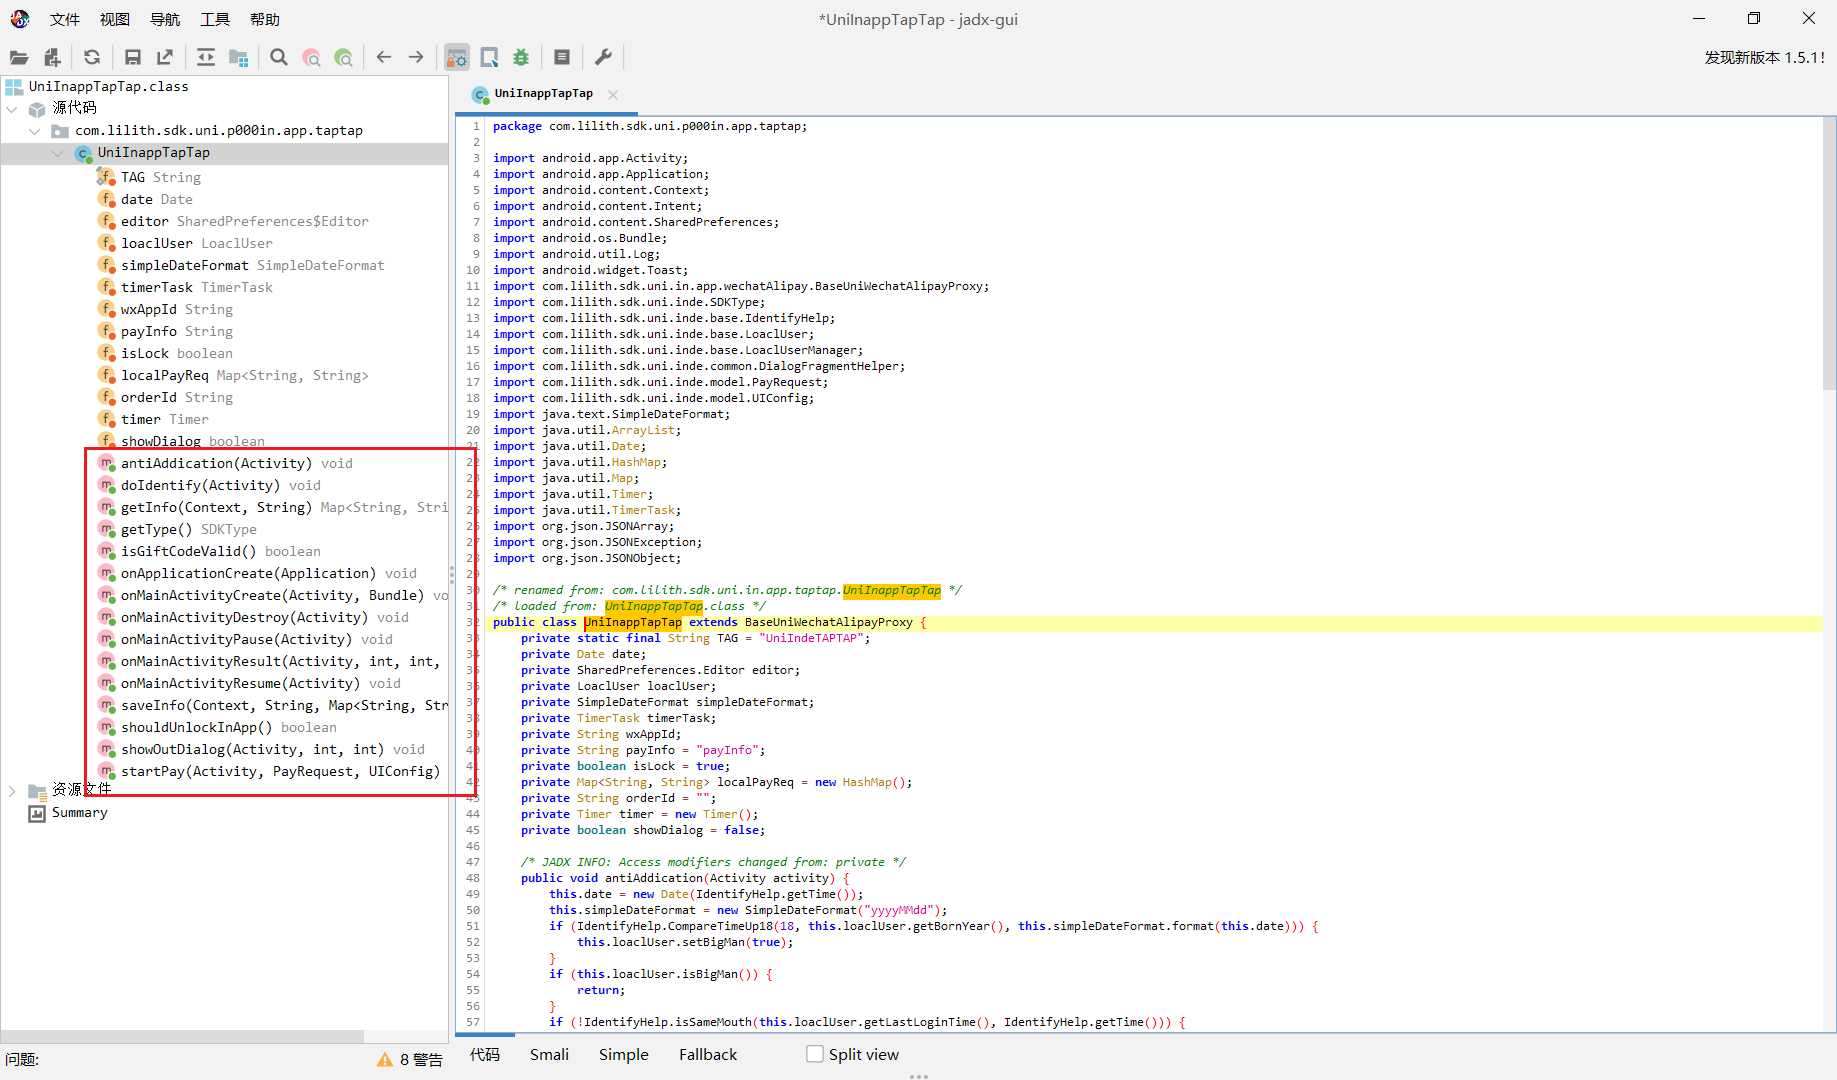 文件 视图 导航 工具 帮助
*UniInappTapTap - jadx-gui
发现新版本 1.5.1!
UniInappTapTap.class
源代码
com.lilith.sdk.uni.p000in.app.taptap
UniInappTapTap
TAG String
date Date
editor SharedPreferences$Editor
loaclUser LoaclUser
simpleDateFormat SimpleDateFormat
timerTask TimerTask
wxAppId String
payInfo String
isLock boolean
localPayReq Map<String, String>
orderId String
timer Timer
showDialog boolean
antiAddication(Activity) void
doIdentify(Activity) void
getInfo(Context, String) Map<String, Stri
getType() SDKType
isGiftCodeValid() boolean
onApplicationCreate(Application) void
onMainActivityCreate(Activity, Bundle) vo
onMainActivityDestroy(Activity) void
onMainActivityPause(Activity) void
onMainActivityResult(Activity, int, int,
onMainActivityResume(Activity) void
saveInfo(Context, String, Map<String, Str
shouldUnlockInApp() boolean
showOutDialog(Activity, int, int) void
startPay(Activity, PayRequest, UIConfig)
资源文件
Summary
问题:
8 警告
UniInappTapTap
1 package com.lilith.sdk.uni.p000in.app.taptap;
2
3 import android.app.Activity;
4 import android.app.Application;
5 import android.content.Context;
6 import android.content.Intent;
7 import android.content.SharedPreferences;
8 import android.os.Bundle;
9 import android.util.Log;
10 import android.widget.Toast;
11 import com.lilith.sdk.uni.in.app.wechatAlipay.BaseUniWechatAlipayProxy;
12 import com.lilith.sdk.uni.inde.SDKType;
13 import com.lilith.sdk.uni.inde.base.IdentifyHelp;
14 import com.lilith.sdk.uni.inde.base.LoaclUser;
15 import com.lilith.sdk.uni.inde.base.LoaclUserManager;
16 import com.lilith.sdk.uni.inde.common.DialogFragmentHelper;
17 import com.lilith.sdk.uni.inde.model.PayRequest;
18 import com.lilith.sdk.uni.inde.model.UIConfig;
19 import java.text.SimpleDateFormat;
20 import java.util.ArrayList;
21 import java.util.Date;
22 import java.util.HashMap;
23 import java.util.Map;
24 import java.util.Timer;
25 import java.util.TimerTask;
26 import org.json.JSONArray;
27 import org.json.JSONException;
28 import org.json.JSONObject;
29
30 /* renamed from: com.lilith.sdk.uni.in.app.taptap.UniInappTapTap */
31 /* loaded from: UniInappTapTap.class */
32 public class UniInappTapTap extends BaseUniWechatAlipayProxy {
33 private static final String TAG = "UniIndeTAPTAP";
34 private Date date;
35 private SharedPreferences.Editor editor;
36 private LoaclUser loaclUser;
37 private SimpleDateFormat simpleDateFormat;
38 private TimerTask timerTask;
39 private String wxAppId;
40 private String payInfo = "payInfo";
41 private boolean isLock = true;
42 private Map<String, String> localPayReq = new HashMap();
43 private String orderId = "";
44 private Timer timer = new Timer();
45 private boolean showDialog = false;
46
47 /* JADX INFO: Access modifiers changed from: private */
48 public void antiAddication(Activity activity) {
49 this.date = new Date(IdentifyHelp.getTime());
50 this.simpleDateFormat = new SimpleDateFormat("yyyyMMdd");
51 if (IdentifyHelp.CompareTimeUp18(18, this.loaclUser.getBornYear(), this.simpleDateFormat.format(this.date))) {
52 this.loaclUser.setBigMan(true);
53 }
54 if (this.loaclUser.isBigMan()) {
55 return;
56 }
57 if (!IdentifyHelp.isSameMouth(this.loaclUser.getLastLoginTime(), IdentifyHelp.getTime())) {
代码 Smali Simple Fallback Split view